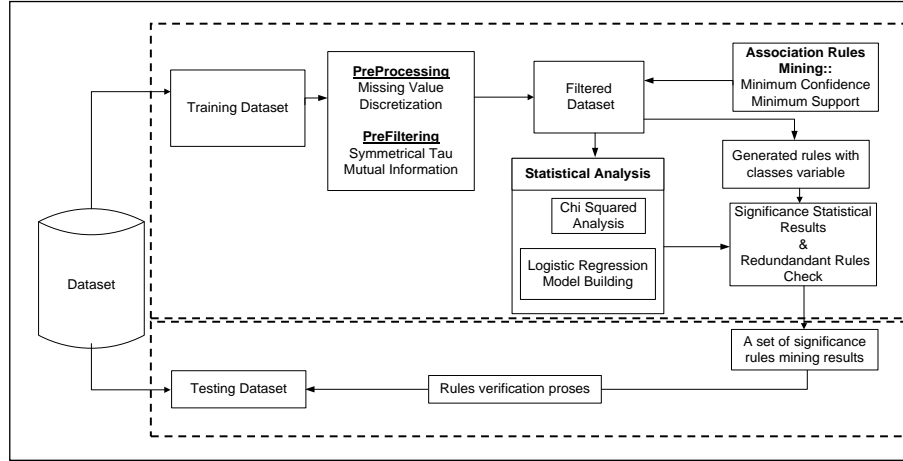 PreProcessing
Missing Value
Discretization
PreFiltering
Symmetrical Tau
Mutual Information
Training Dataset
Filtered
Dataset
Association Rules
Mining::
Minimum Confidence
Minimum Support
Generated rules with
classes variable
Statistical Analysis
Chi Squared
Analysis
Logistic Regression
Model Building
Significance Statistical
Results
&
Redundandant Rules
Check
Dataset
A set of significance
rules mining results
Testing Dataset
Rules verification proses